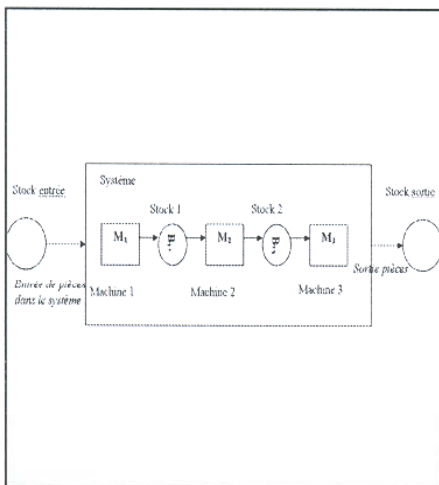 Système
Stock entrée
Stock sortie
Stock 1
Stock 2
M1
M2
M3
Entrée de pièces
dans le système
Sortie pièces
Machine 1
Machine 2
Machine 3